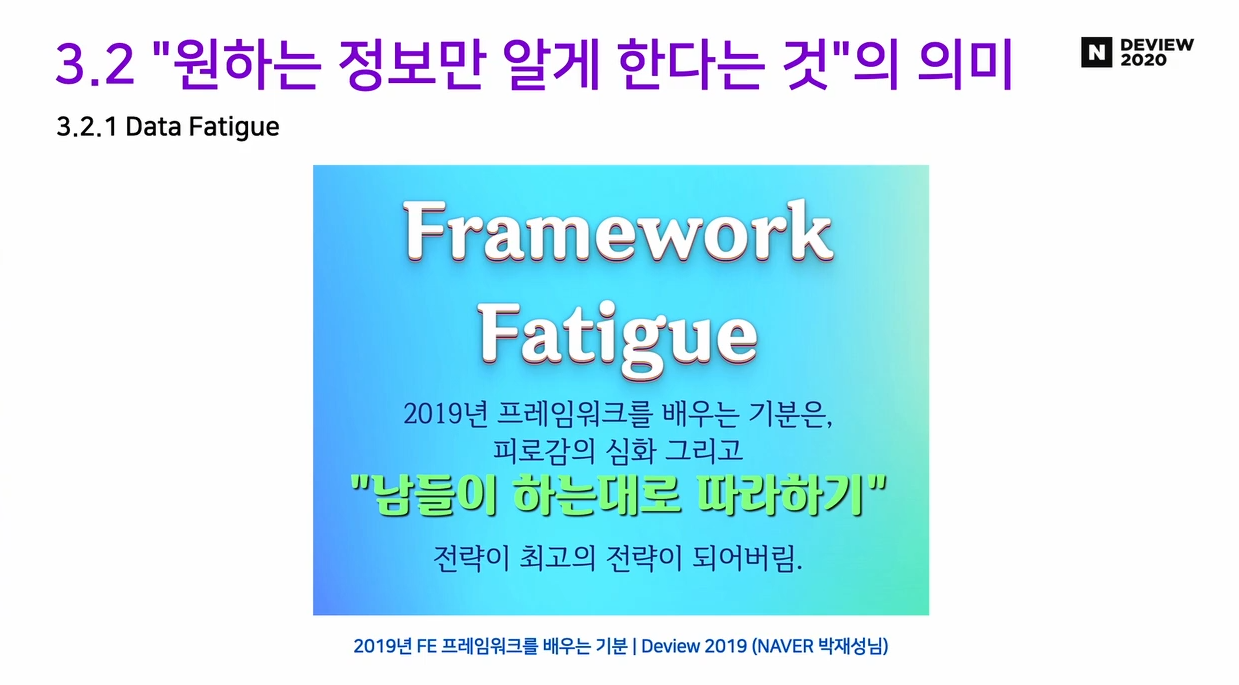 3.2 "원하는 정보만 알게 한다는 것"의 의미
N DEVIEW
2020
3.2.1 Data Fatigue
Framework
Fatigue
2019년 프레임워크를 배우는 기분은,
피로감의 심화 그리고
"남들이 하는대로 따라하기"
전략이 최고의 전략이 되어버림.
2019년 FE 프레임워크를 배우는 기분 | Deview 2019 (NAVER 박재성님)